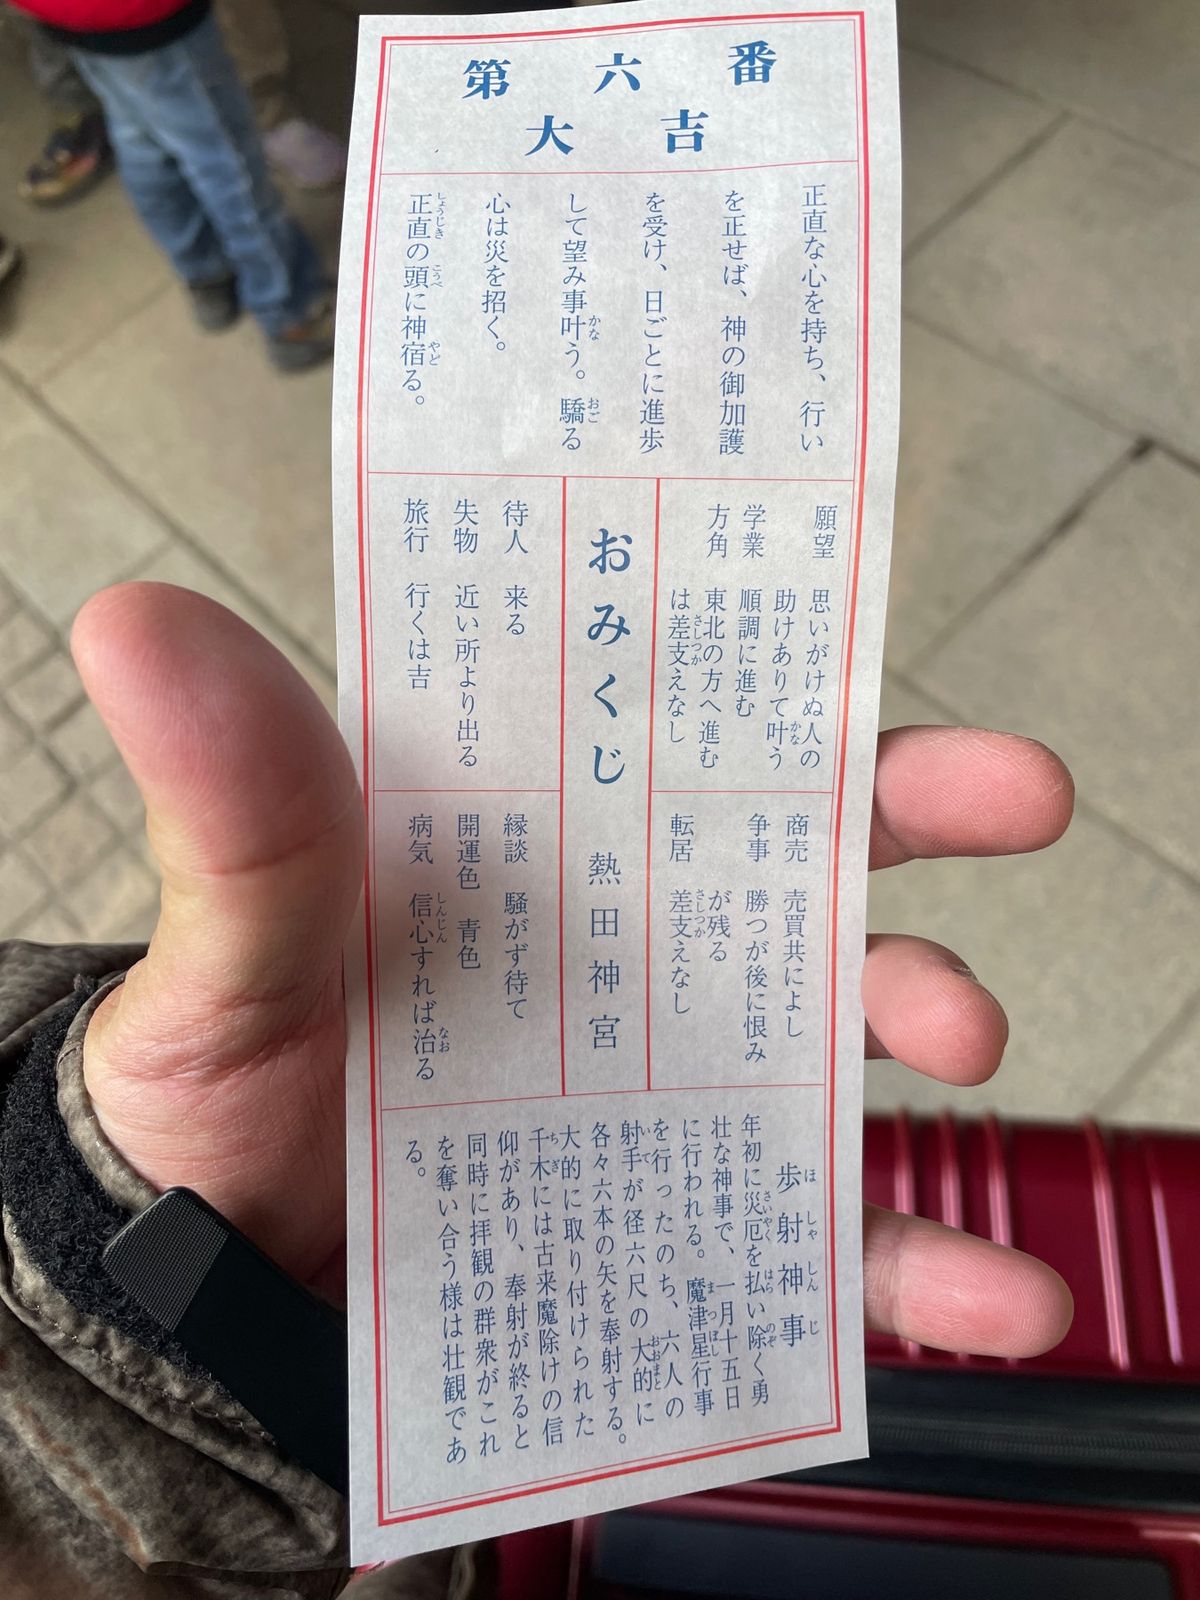 第六番
大吉
正直な心を持ち、行い
を正せば、神の御加護
を受け、日ごとに進歩
して望み事叶う。驕る
心は災を招く。
正直の頭に神宿る。
願望 思いがけぬ人の
助けありて叶う
学業 順調に進む
方角 東北の方へ進む
は差支えなし
おみくじ 熱田神宮
待人 来る
失物 近い所より出る
旅行 行くは吉
商売 売買共によし
争事 勝つが後に恨み
が残る
転居 差支えなし
縁談 騒がず待て
開運色 青色
病気 信心すれば治る
歩射神事
年初に災厄を払い除く勇
壮な神事で、一月十五日
に行われる。魔津星行事
を行ったのち、六人の
射手が径六尺の大的に
各々六本の矢を奉射する。
大的に取り付けられた
千木には古来魔除けの信
仰があり、奉射が終ると
同時に拝観の群衆がこれ
を奪い合う様は壮観であ
る。